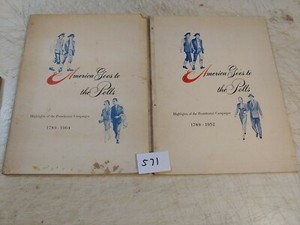 America Goes to
the Polls
Highlights of the Presidential Campaigns
1789-1952
America Goes to
the Polls
Highlights of the Presidential Campaigns
1789-1952
571